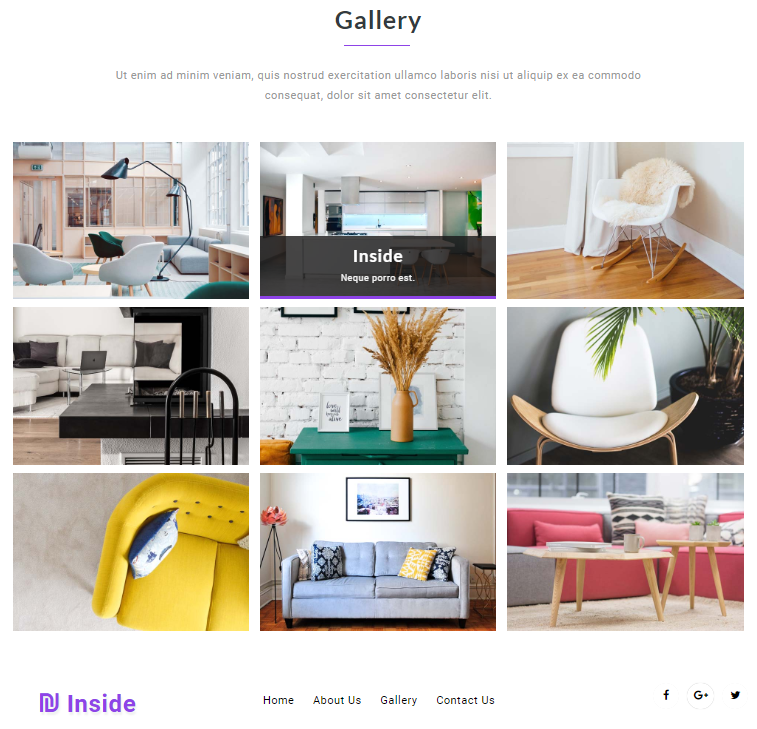 Gallery
Ut enim ad minim veniam, quis nostrud exercitation ullamco laboris nisi ut aliquip ex ea commodo
consequat, dolor sit amet consectetur elit.
Inside
Neque porro est.
₪ Inside
Home About Us Gallery Contact Us
G+